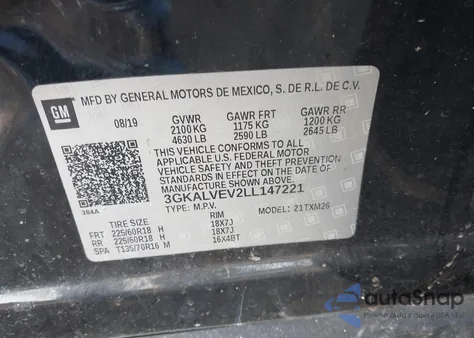 GM
MFD BY GENERAL MOTORS DE MEXICO, S. DE R.L. DE C.V.
08/19 GVWR GAWR FRT GAWR RR
2100 KG 1175 KG 1200 KG
4630 LB 2590 LB 2645 LB
THIS VEHICLE CONFORMS TO ALL
APPLICABLE U.S. FEDERAL MOTOR
VEHICLE SAFETY AND THEFT PREVENTION
STANDARDS IN EFFECT ON THE DATE OF
MANUFACTURE SHOWN ABOVE.
3GKALVEV2LL147221
384A TYPE: M.P.V. MODEL: 21TXM26
TIRE SIZE RIM
FRT 225/60R18 H 18X7J
RR 225/60R18 H 18X7J
SPA T135/70R16 M 16X4BT
autoSnap